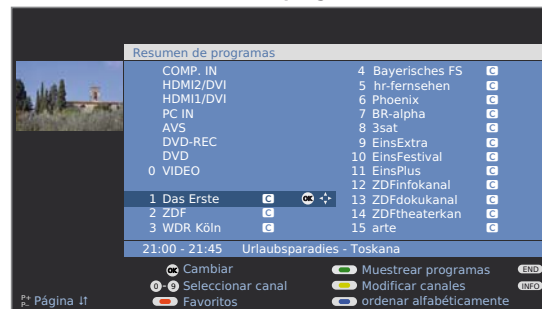 Resumen de programas
COMP. IN
HDMI2/DVI
HDMI1/DVI
PC IN
AVS
DVD-REC
DVD
0 VIDEO
1 Das Erste C OK
2 ZDF C
3 WDR Köln C
4 Bayerisches FS C
5 hr-fernsehen C
6 Phoenix C
7 BR-alpha C
8 3sat C
9 EinsExtra C
10 EinsFestival C
11 EinsPlus C
12 ZDFinfokanal C
13 ZDFdokukanal C
14 ZDFtheaterkan C
15 arte C
21:00 - 21:45 Urlaubsparadies - Toskana
OK Cambiar
0-9 Seleccionar canal
P+ P- Página
Favoritos
Muestrear programas END
Modificar canales INFO
ordenar alfabéticamente